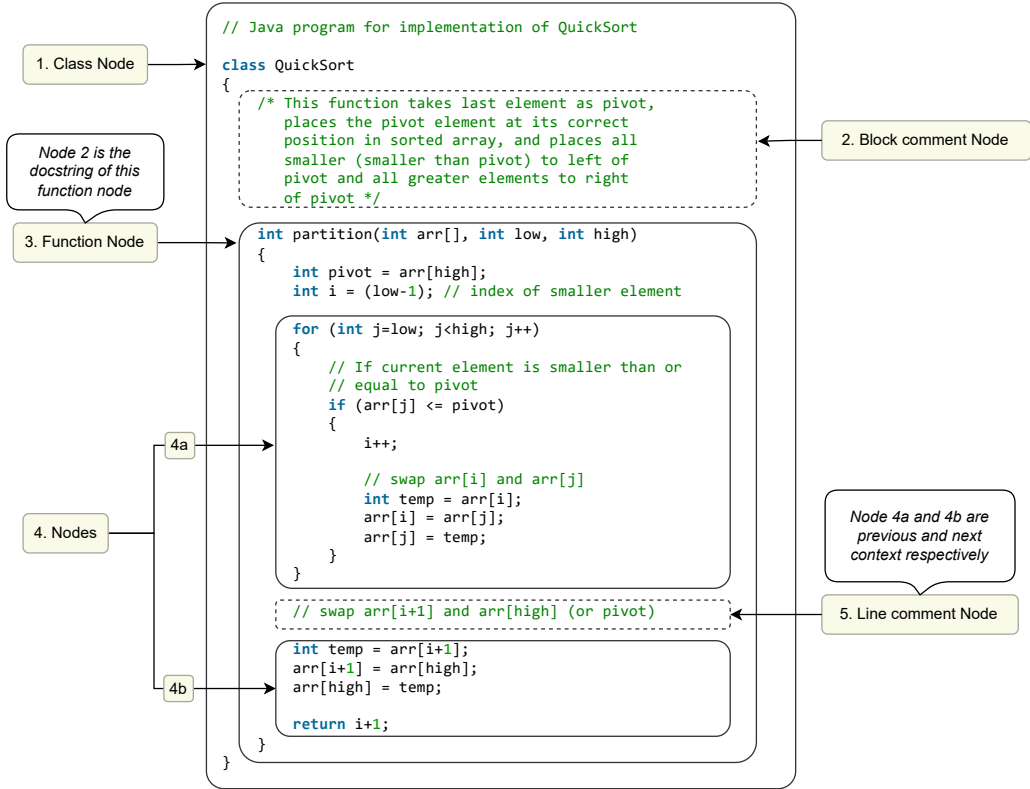 // Java program for implementation of QuickSort
1. Class Node
class QuickSort
{
/* This function takes last element as pivot,
places the pivot element at its correct
position in sorted array, and places all
smaller (smaller than pivot) to left of
pivot and all greater elements to right
of pivot */
2. Block comment Node
Node 2 is the
docstring of this
function node
3. Function Node
int partition(int arr[], int low, int high)
{
int pivot = arr[high];
int i = (low-1); // index of smaller element
for (int j=low; j<high; j++)
{
// If current element is smaller than or
// equal to pivot
if (arr[j] <= pivot)
{
i++;
// swap arr[i] and arr[j]
int temp = arr[i];
arr[i] = arr[j];
arr[j] = temp;
}
}
4a
4. Nodes
Node 4a and 4b are
previous and next
context respectively
// swap arr[i+1] and arr[high] (or pivot)
5. Line comment Node
int temp = arr[i+1];
arr[i+1] = arr[high];
arr[high] = temp;
4b
return i+1;
}
}